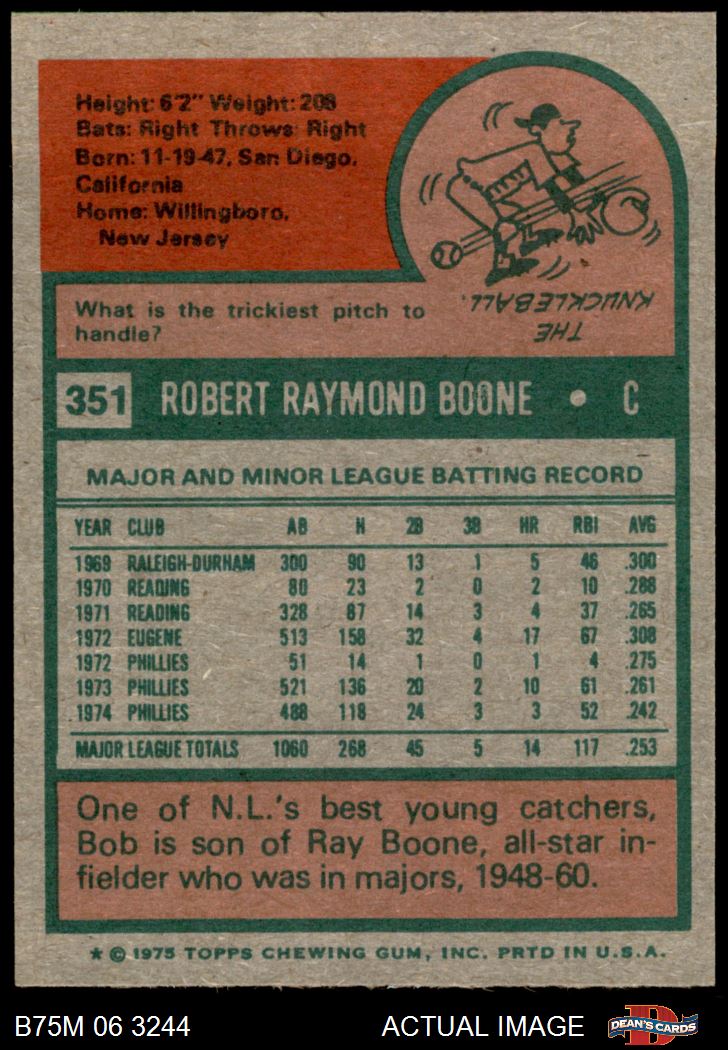 Height: 6'2" Weight: 208
Bats: Right Throws: Right
Born: 11-19-47, San Diego,
California
Home: Willingboro,
New Jersey
What is the trickiest pitch to
handle?
THE
KNUCKLEBALL.
351 ROBERT RAYMOND BOONE • C
MAJOR AND MINOR LEAGUE BATTING RECORD
YEAR CLUB AB H 2B 3B HR RBI AVG
1969 RALEIGH-DURHAM 300 90 13 1 5 46 .300
1970 READING 80 23 2 0 2 10 .288
1971 READING 328 87 14 3 4 37 .265
1972 EUGENE 513 158 32 4 17 67 .308
1972 PHILLIES 51 14 1 0 1 4 .275
1973 PHILLIES 521 136 20 2 10 61 .261
1974 PHILLIES 488 118 24 3 3 52 .242
MAJOR LEAGUE TOTALS 1060 268 45 5 14 117 .253
One of N.L.'s best young catchers,
Bob is son of Ray Boone, all-star in-
fielder who was in majors, 1948-60.
★ © 1975 TOPPS CHEWING GUM, INC. PRTD IN U.S.A.
B75M 06 3244 ACTUAL IMAGE DEAN'S CARDS